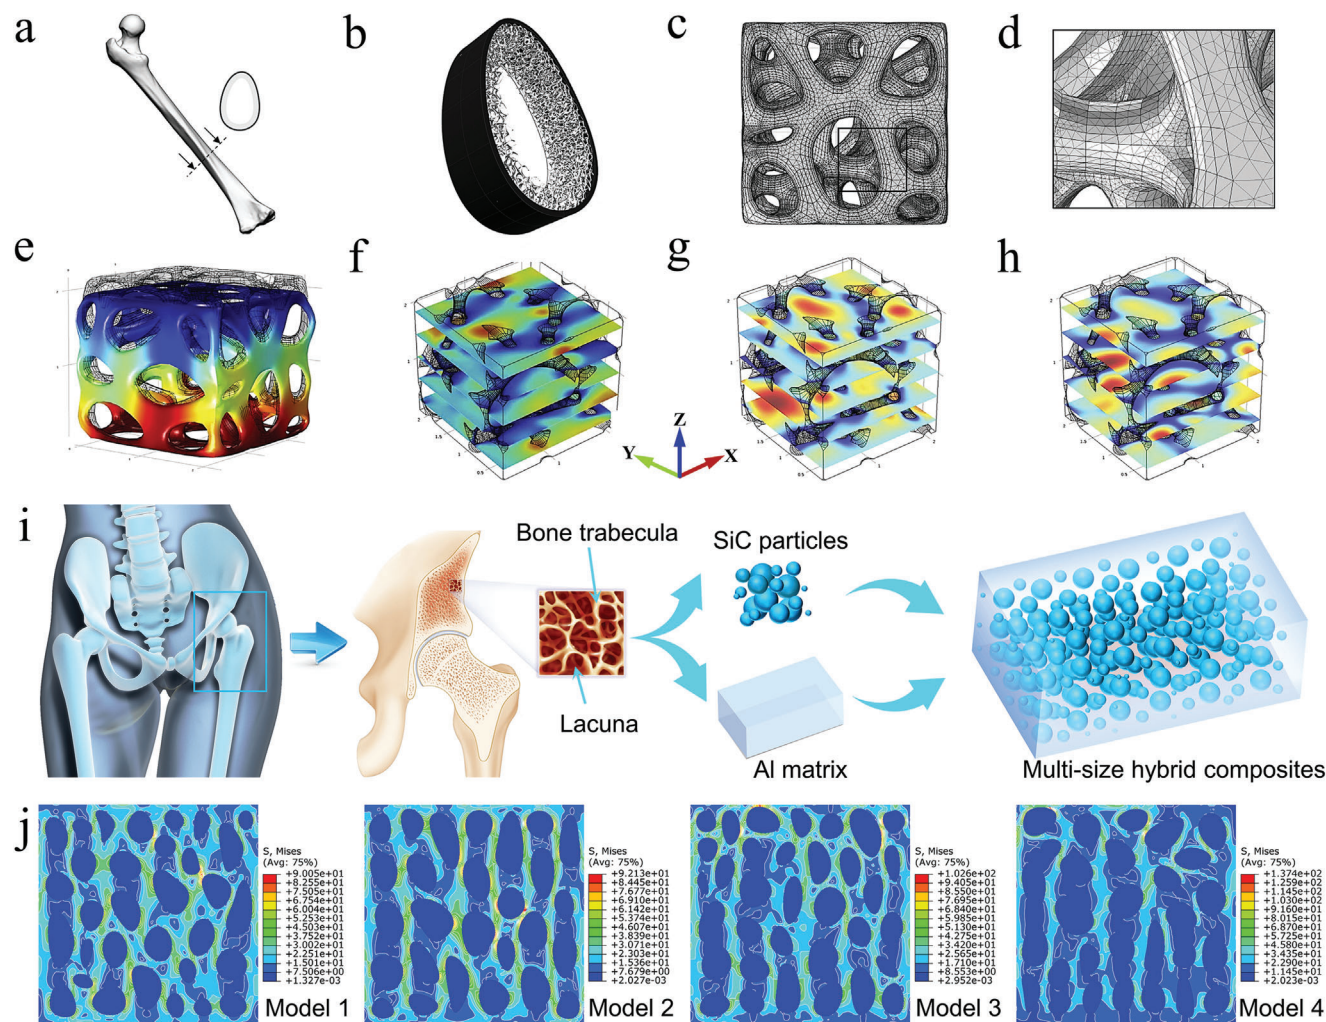 a
b
c
d
e
f
g
h
Z
Y
X
i
Bone trabecula
SiC particles
Lacuna
Al matrix
Multi-size hybrid composites
j
S, Mises
(Avg: 75%)
+9.005e+01
+8.255e+01
+7.505e+01
+6.754e+01
+6.004e+01
+5.253e+01
+4.503e+01
+3.752e+01
+3.002e+01
+2.251e+01
+1.501e+01
+7.506e+00
+1.327e-03
Model 1
S, Mises
(Avg: 75%)
+9.213e+01
+8.445e+01
+7.677e+01
+6.910e+01
+6.142e+01
+5.374e+01
+4.607e+01
+3.839e+01
+3.071e+01
+2.303e+01
+1.536e+01
+7.679e+00
+2.027e-03
Model 2
S, Mises
(Avg: 75%)
+1.026e+02
+9.405e+01
+8.550e+01
+7.695e+01
+6.840e+01
+5.985e+01
+5.130e+01
+4.275e+01
+3.420e+01
+2.565e+01
+1.710e+01
+8.553e+00
+2.952e-03
Model 3
S, Mises
(Avg: 75%)
+1.374e+02
+1.259e+02
+1.145e+02
+1.030e+02
+9.160e+01
+8.015e+01
+6.870e+01
+5.725e+01
+4.580e+01
+3.435e+01
+2.290e+01
+1.145e+01
+2.023e-03
Model 4